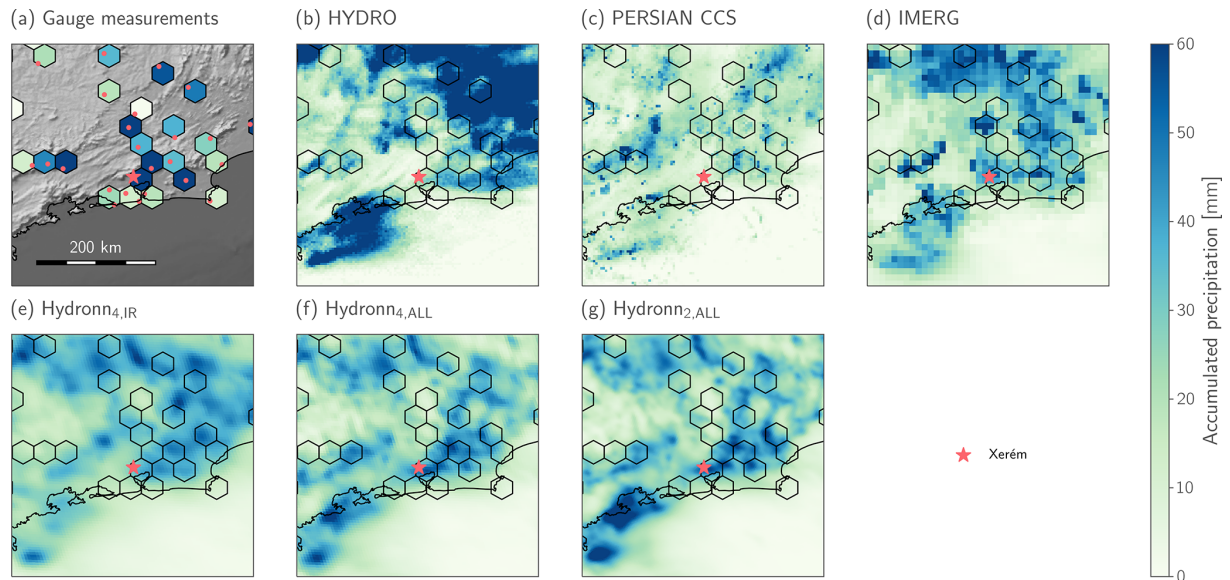 (a) Gauge measurements
(b) HYDRO
(c) PERSIAN CCS
(d) IMERG
200 km
(e) Hydronn4,IR
(f) Hydronn4,ALL
(g) Hydronn2,ALL
Xerém
60
50
40
30
20
10
0
Accumulated precipitation [mm]